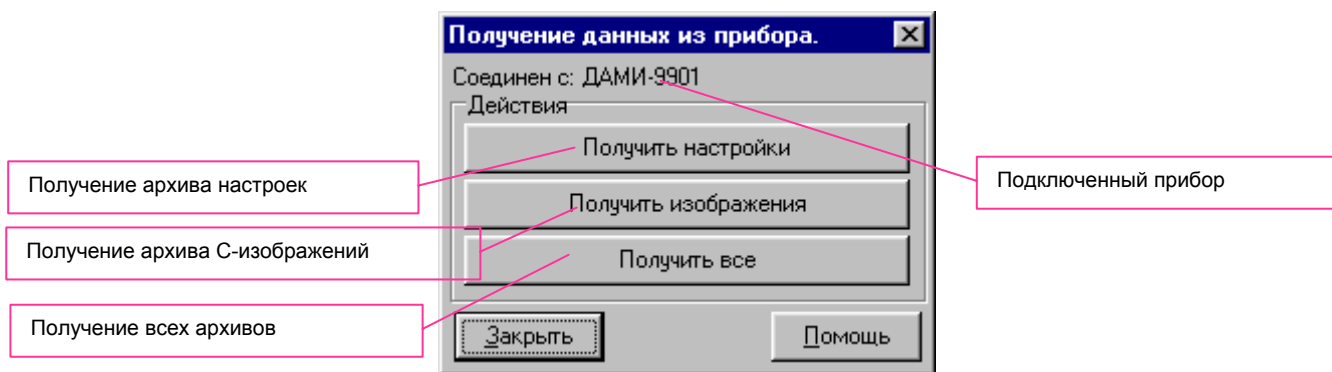 Получение данных из прибора.
Соединен с: ДАМИ-9901
Действия
Получить настройки
Получение архива настроек
Подключенный прибор
Получить изображения
Получение архива С-изображений
Получить все
Получение всех архивов
Закрыть
Помощь